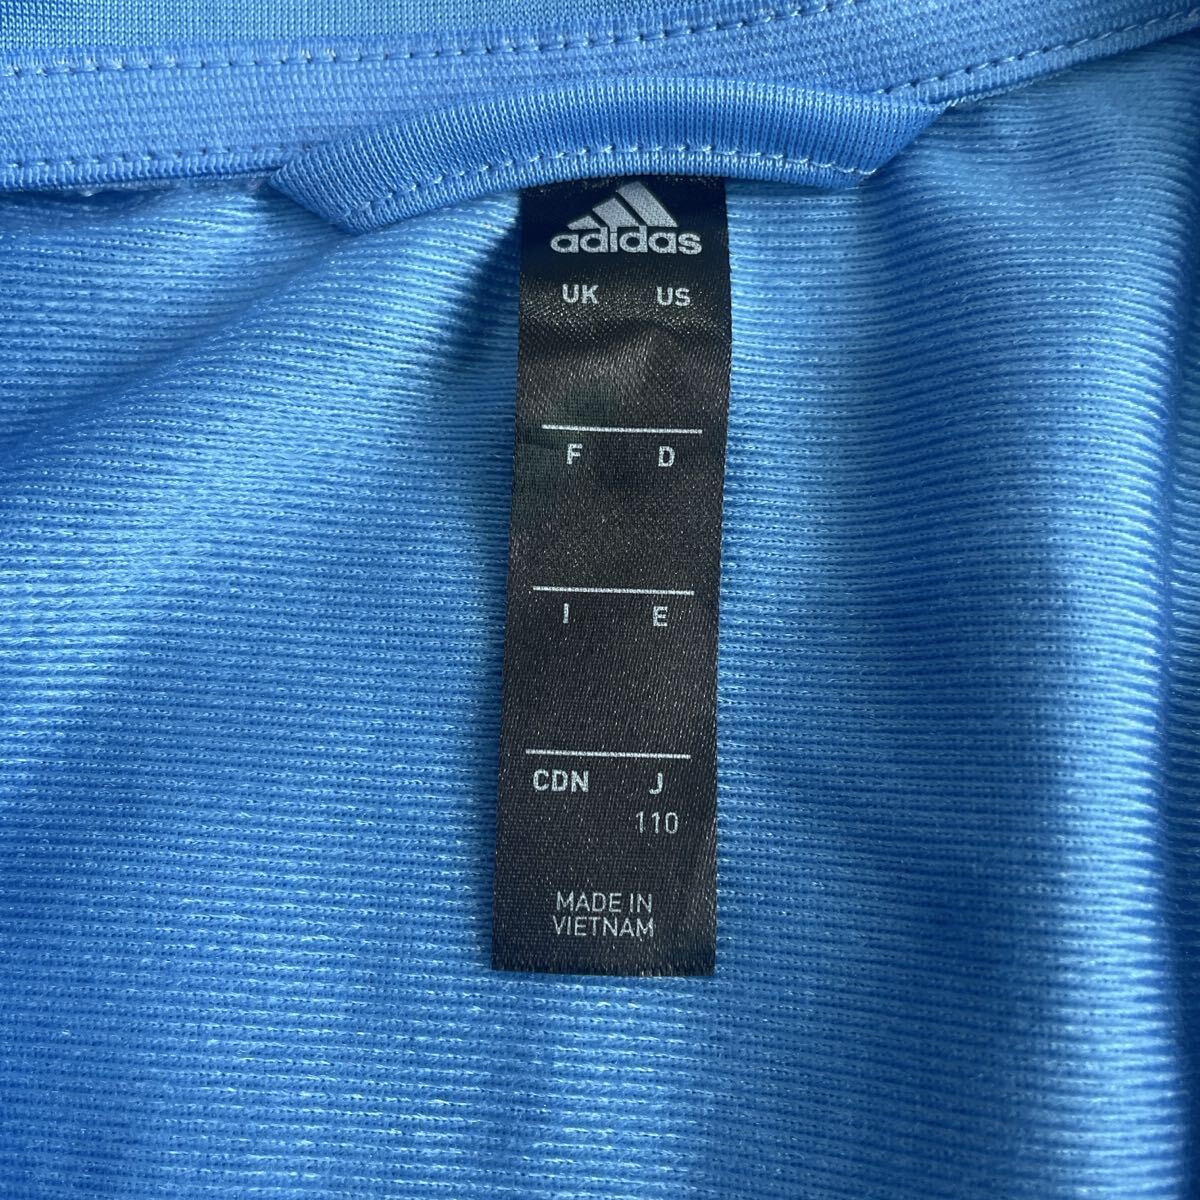 adidas
UK US
F D
I E
CDN J
110
MADE IN
VIETNAM